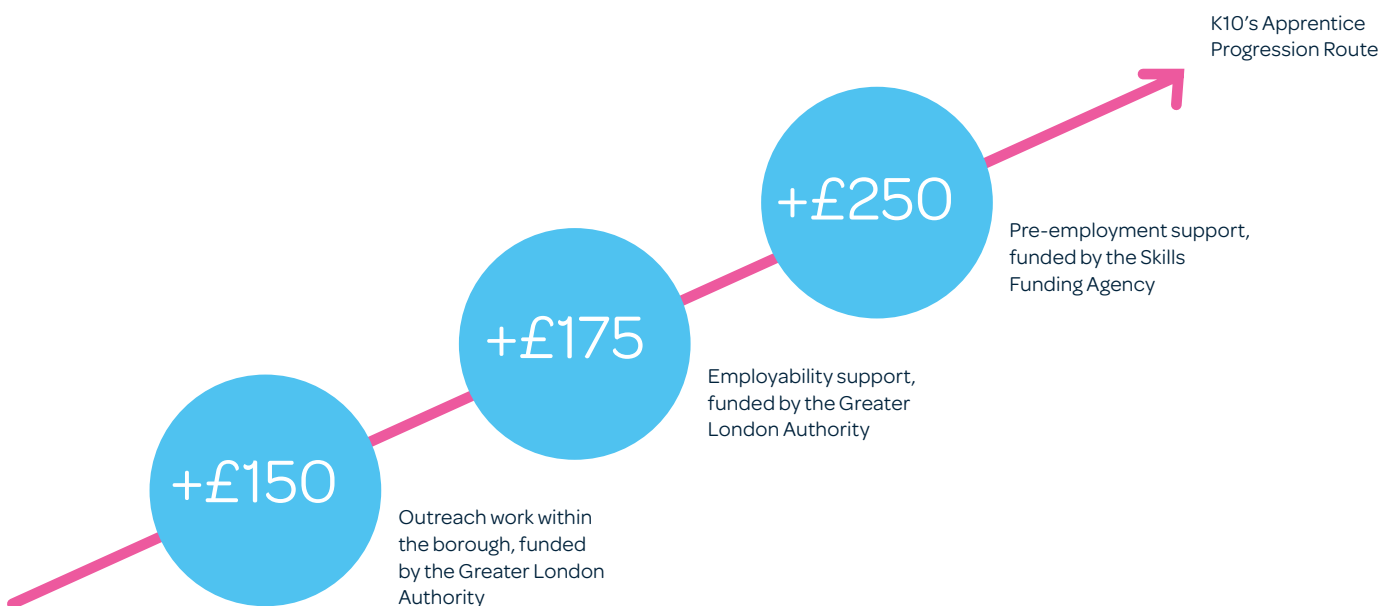 K10's Apprentice
Progression Route
+£250
Pre-employment support,
funded by the Skills
Funding Agency
+£175
Employability support,
funded by the Greater
London Authority
+£150
Outreach work within
the borough, funded
by the Greater London
Authority